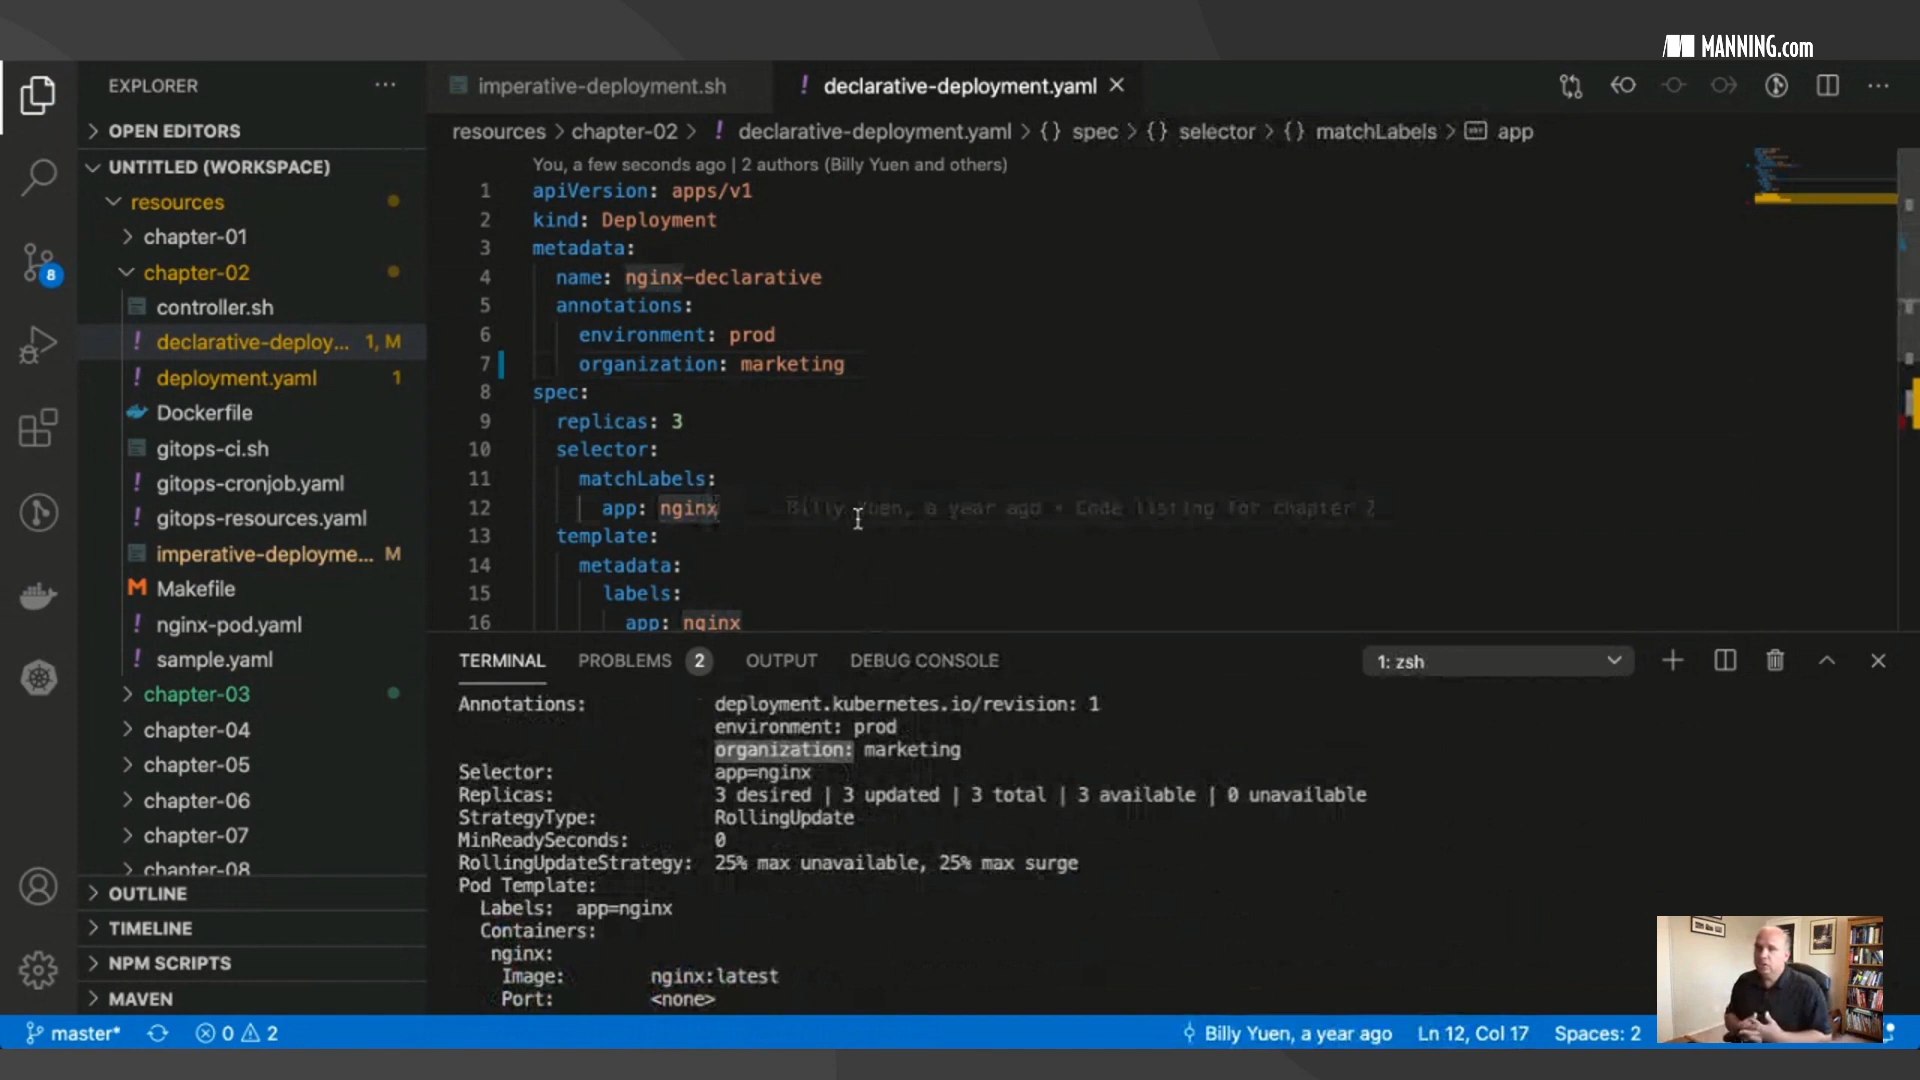 MANNING.com
EXPLORER
imperative-deployment.sh
! declarative-deployment.yaml
OPEN EDITORS
resources > chapter-02 > ! declarative-deployment.yaml > {} spec > {} selector > {} matchLabels > app
UNTITLED (WORKSPACE)
resources
chapter-01
chapter-02
controller.sh
! declarative-deploy... 1, M
! deployment.yaml 1
Dockerfile
gitops-ci.sh
! gitops-cronjob.yaml
! gitops-resources.yaml
imperative-deployme... M
Makefile
! nginx-pod.yaml
! sample.yaml
chapter-03
chapter-04
chapter-05
chapter-06
chapter-07
chapter-08
OUTLINE
TIMELINE
NPM SCRIPTS
MAVEN
8
You, a few seconds ago | 2 authors (Billy Yuen and others)
1 apiVersion: apps/v1
2 kind: Deployment
3 metadata:
4 name: nginx-declarative
5 annotations:
6 environment: prod
7 organization: marketing
8 spec:
9 replicas: 3
10 selector:
11 matchLabels:
12 app: nginx Billy Yuen, a year ago • Code listing for chapter 2
13 template:
14 metadata:
15 labels:
16 app: nginx
TERMINAL PROBLEMS 2 OUTPUT DEBUG CONSOLE 1: zsh
Annotations: deployment.kubernetes.io/revision: 1
environment: prod
organization: marketing
Selector: app=nginx
Replicas: 3 desired | 3 updated | 3 total | 3 available | 0 unavailable
StrategyType: RollingUpdate
MinReadySeconds: 0
RollingUpdateStrategy: 25% max unavailable, 25% max surge
Pod Template:
Labels: app=nginx
Containers:
nginx:
Image: nginx:latest
Port: <none>
master* 0 2 Billy Yuen, a year ago Ln 12, Col 17 Spaces: 2